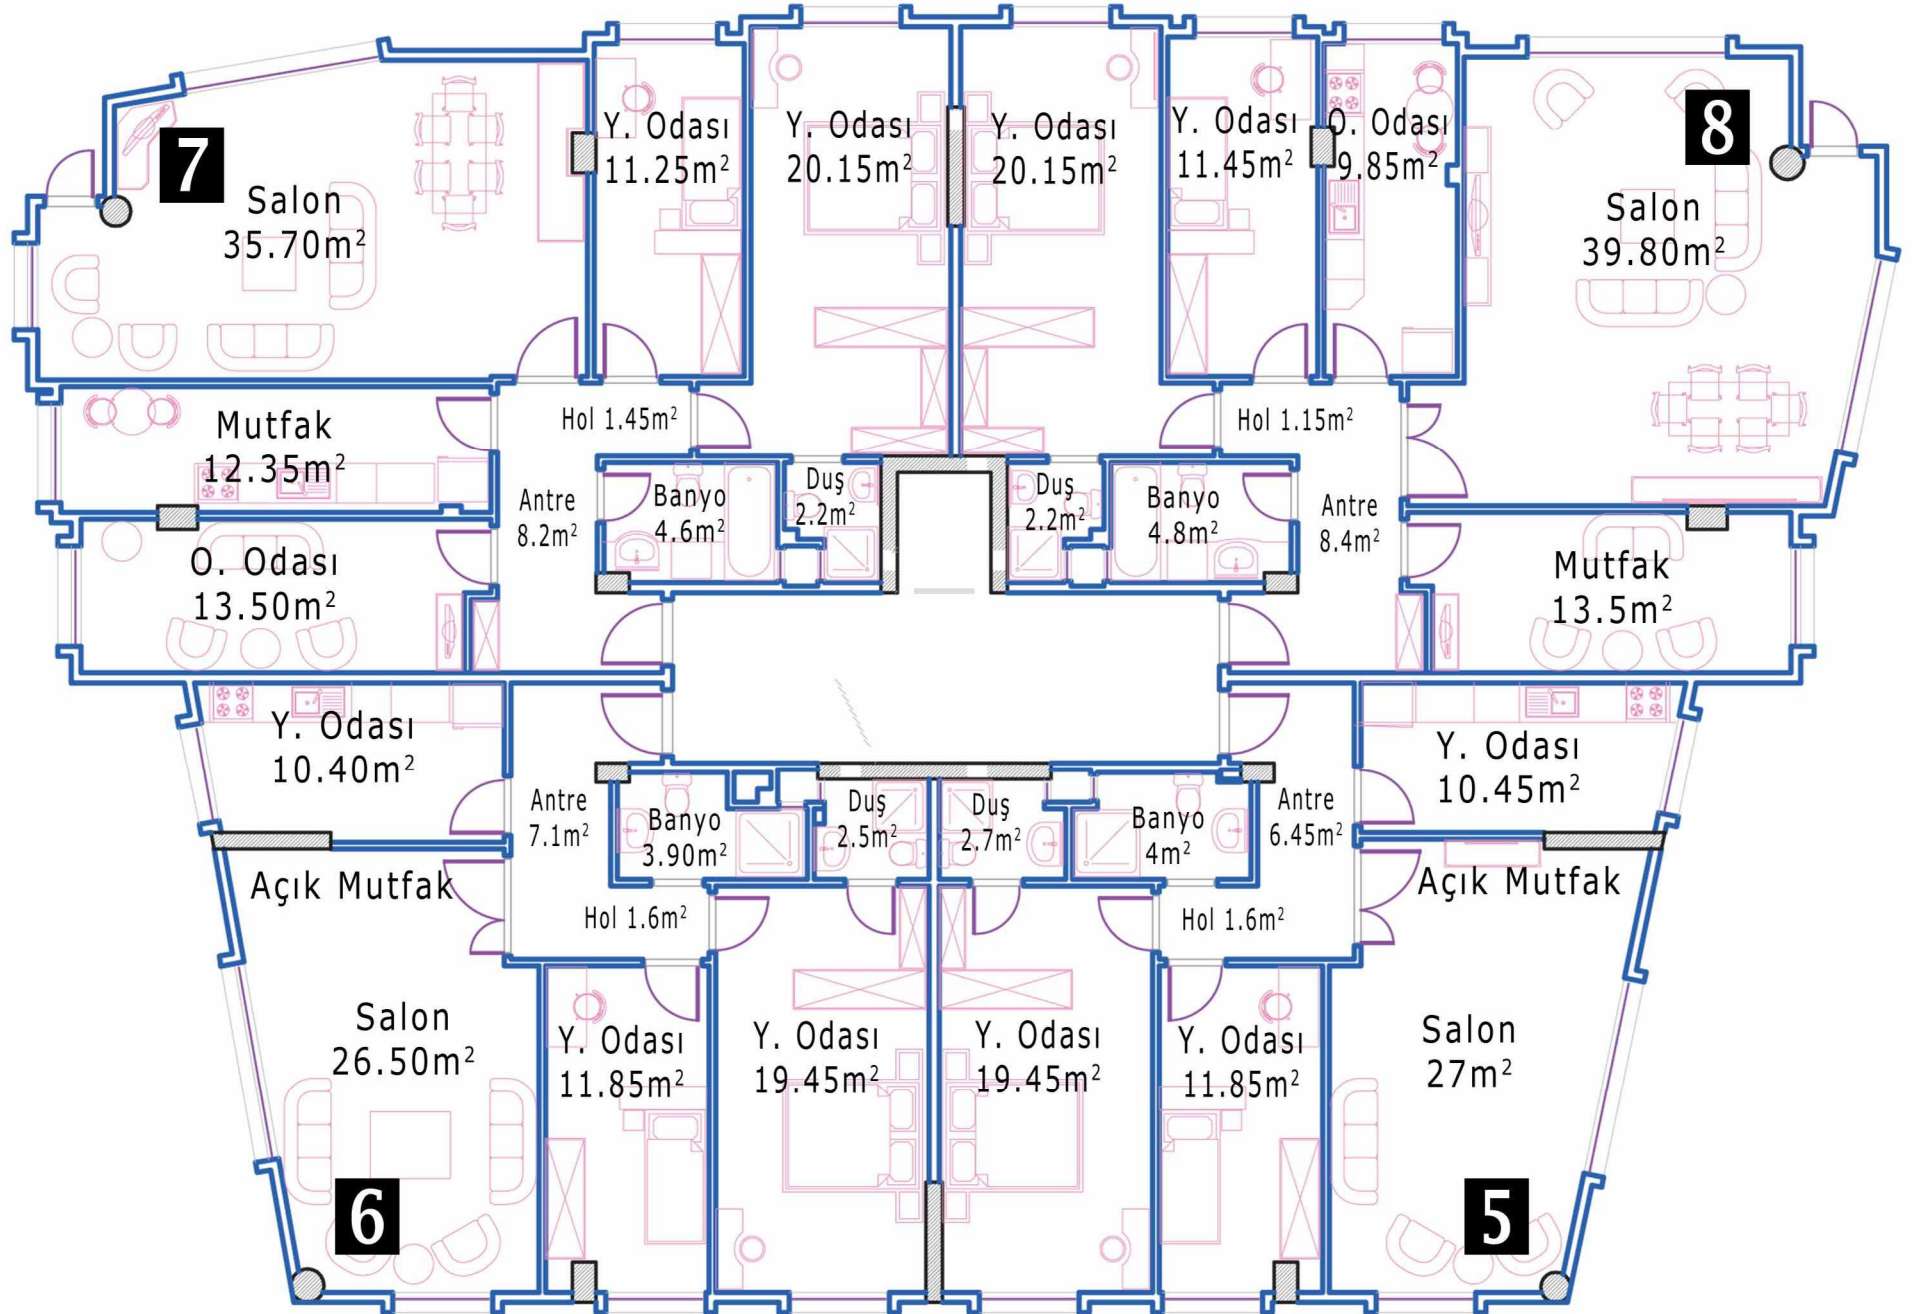 7
Salon
35.70m²
Y. Odası
11.25m²
Y. Odası
20.15m²
Y. Odası
20.15m²
Y. Odası
11.45m²
O. Odası
9.85m²
8
Salon
39.80m²
Mutfak
12.35m²
Hol 1.45m²
Hol 1.15m²
Antre
8.2m²
Banyo
4.6m²
Duş
2.2m²
Duş
2.2m²
Banyo
4.8m²
Antre
8.4m²
O. Odası
13.50m²
Mutfak
13.5m²
Y. Odası
10.40m²
Y. Odası
10.45m²
Antre
7.1m²
Banyo
3.90m²
Duş
2.5m²
Duş
2.7m²
Banyo
4m²
Antre
6.45m²
Açık Mutfak
Açık Mutfak
Hol 1.6m²
Hol 1.6m²
Salon
26.50m²
Y. Odası
11.85m²
Y. Odası
19.45m²
Y. Odası
19.45m²
Y. Odası
11.85m²
Salon
27m²
6
5